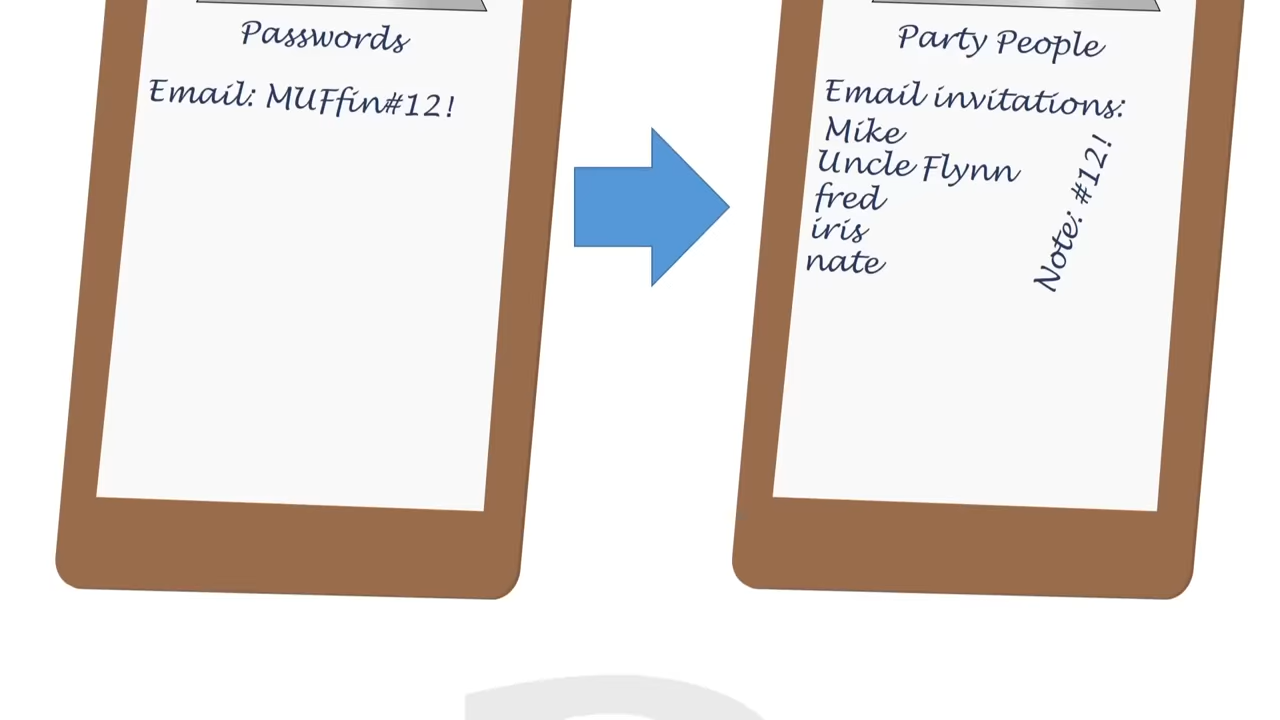 Passwords
Email: MUFfin#12!
Party People
Email invitations:
Mike
Uncle Flynn
fred
iris
nate
Note: #12!